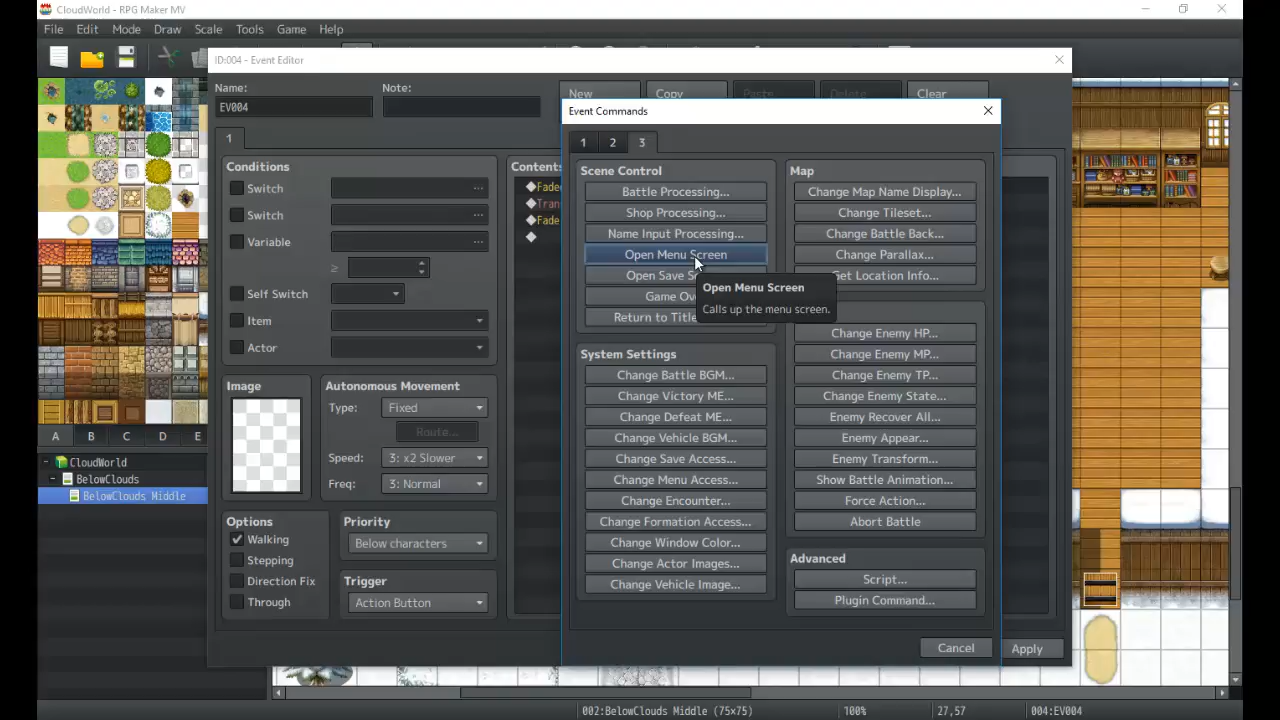 CloudWorld - RPG Maker MV
File Edit Mode Draw Scale Tools Game Help
ID:004 - Event Editor
Name:
Note:
EV004
New Copy Paste Delete Clear
1
Conditions
Switch ...
Switch ...
Variable ...
≥
Self Switch
Item
Actor
Image
Autonomous Movement
Type: Fixed
Route...
Speed: 3: x2 Slower
Freq: 3: Normal
Options
Walking
Stepping
Direction Fix
Through
Priority
Below characters
Trigger
Action Button
Contents
◆Fade
◆Tran
◆Fade
◆
Event Commands
1 2 3
Scene Control
Battle Processing...
Shop Processing...
Name Input Processing...
Open Menu Screen
Open Save Sc
Game Ov
Return to Title
Open Menu Screen
Calls up the menu screen.
System Settings
Change Battle BGM...
Change Victory ME...
Change Defeat ME...
Change Vehicle BGM...
Change Save Access...
Change Menu Access...
Change Encounter...
Change Formation Access...
Change Window Color...
Change Actor Images...
Change Vehicle Image...
Map
Change Map Name Display...
Change Tileset...
Change Battle Back...
Change Parallax...
Get Location Info...
Change Enemy HP...
Change Enemy MP...
Change Enemy TP...
Change Enemy State...
Enemy Recover All...
Enemy Appear...
Enemy Transform...
Show Battle Animation...
Force Action...
Abort Battle
Advanced
Script...
Plugin Command...
Cancel
Apply
A B C D E
CloudWorld
BelowClouds
BelowClouds Middle
002:BelowClouds Middle (75x75) 100% 27,57 004:EV004